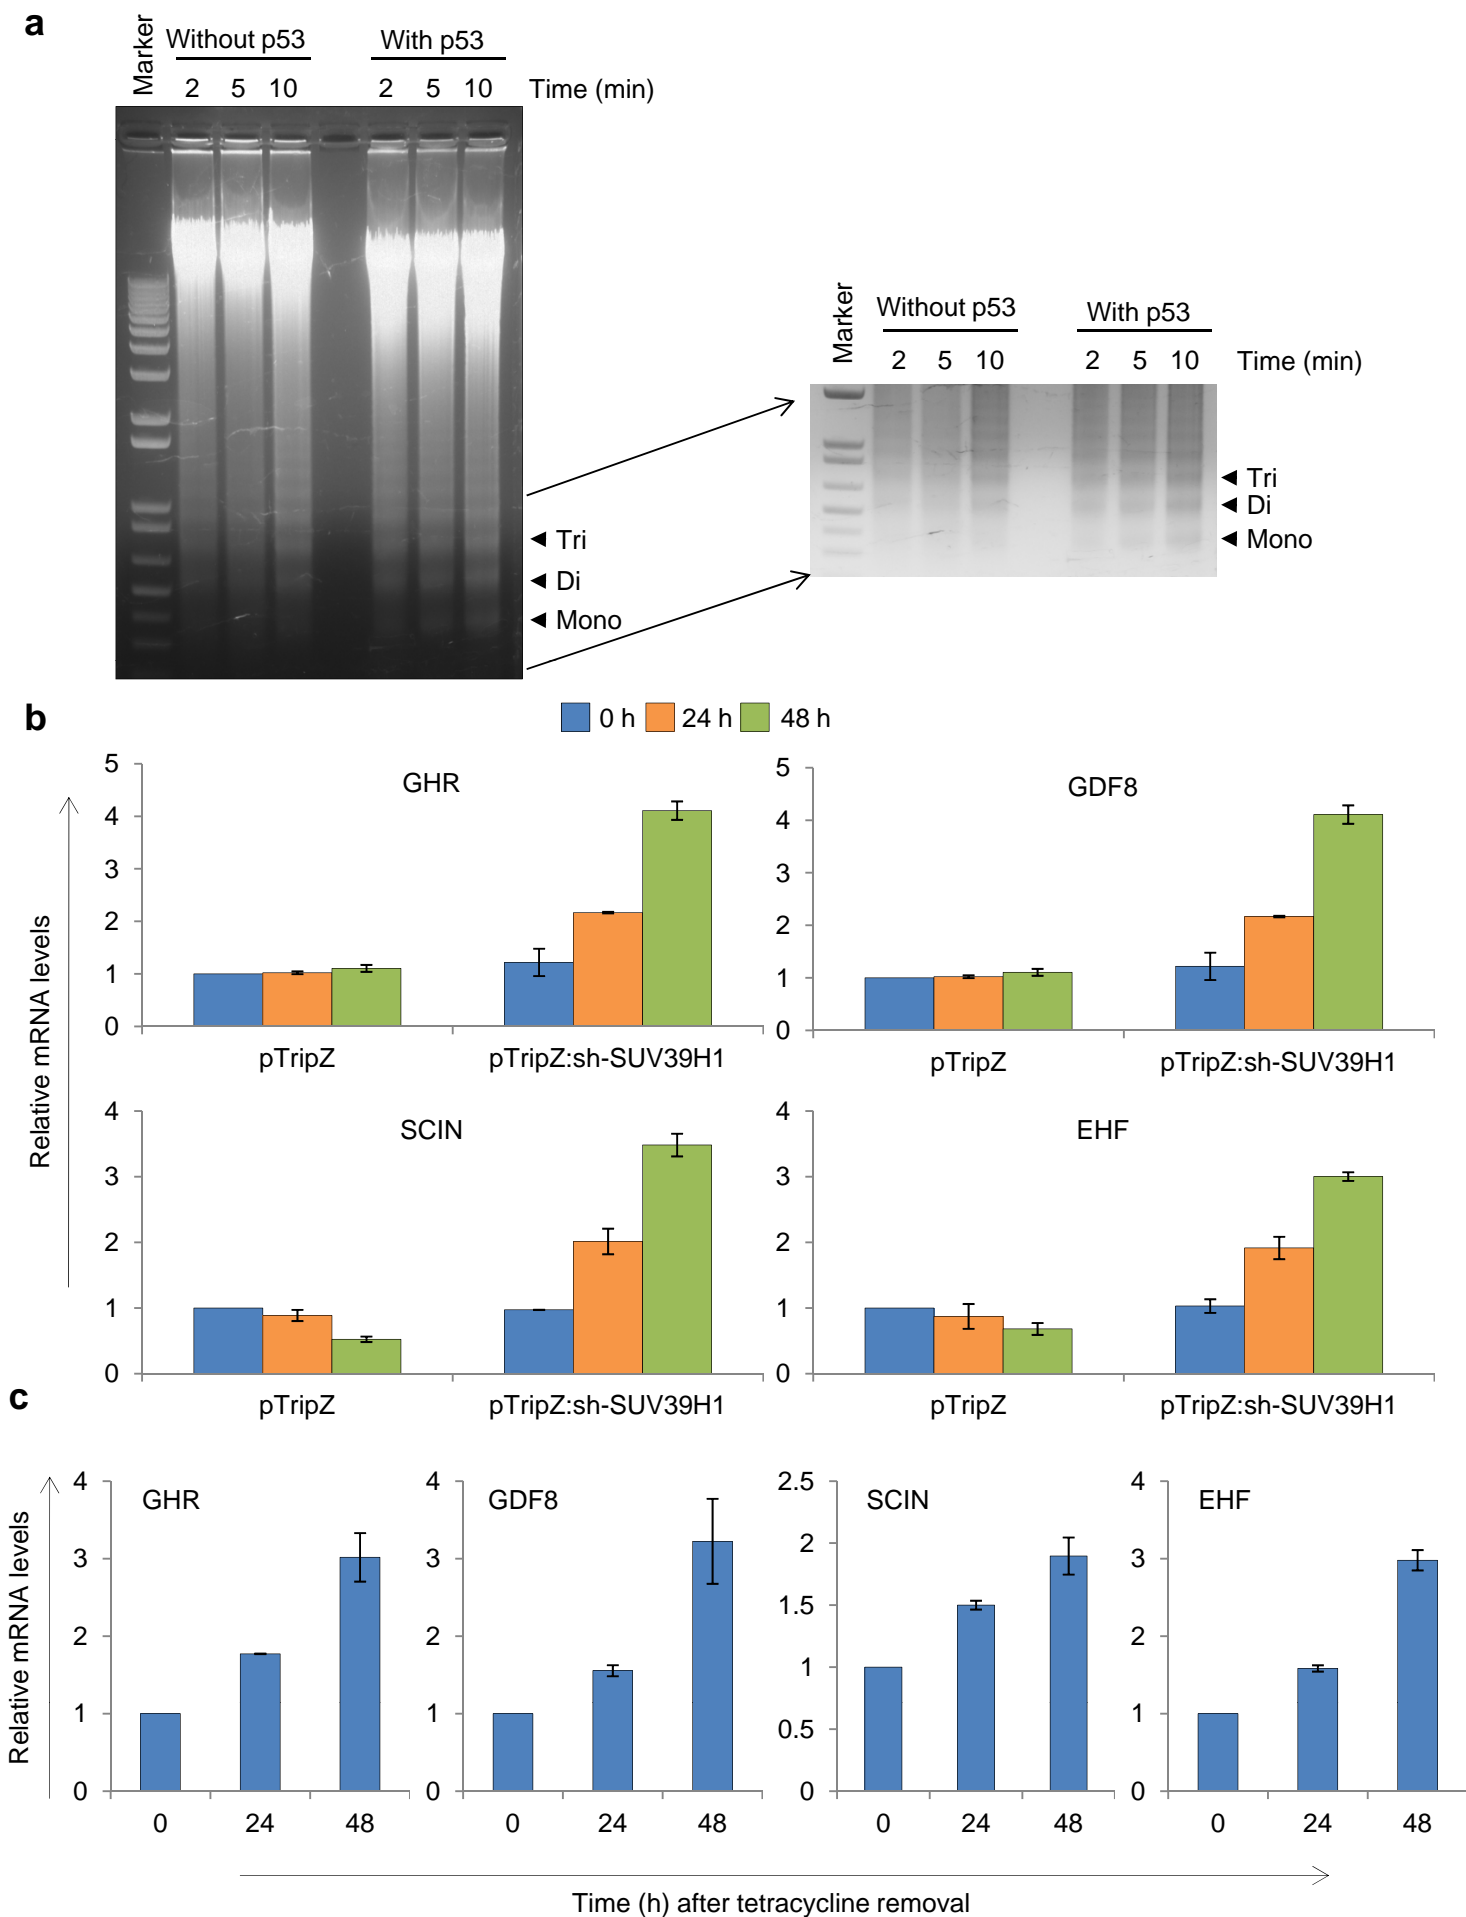 a
Marker
Without p53
With p53
2 5 10 2 5 10 Time (min)
Tri
Di
Mono
Marker
Without p53
With p53
2 5 10 2 5 10 Time (min)
Tri
Di
Mono
b
0 h 24 h 48 h
Relative mRNA levels
GHR
5
4
3
2
1
0
pTripZ pTripZ:sh-SUV39H1
GDF8
5
4
3
2
1
0
pTripZ pTripZ:sh-SUV39H1
SCIN
4
3
2
1
0
pTripZ pTripZ:sh-SUV39H1
EHF
4
3
2
1
0
pTripZ pTripZ:sh-SUV39H1
c
Relative mRNA levels
GHR
4
3
2
1
0
0 24 48
GDF8
4
3
2
1
0
0 24 48
SCIN
2.5
2
1.5
1
0.5
0
0 24 48
EHF
4
3
2
1
0
0 24 48
Time (h) after tetracycline removal